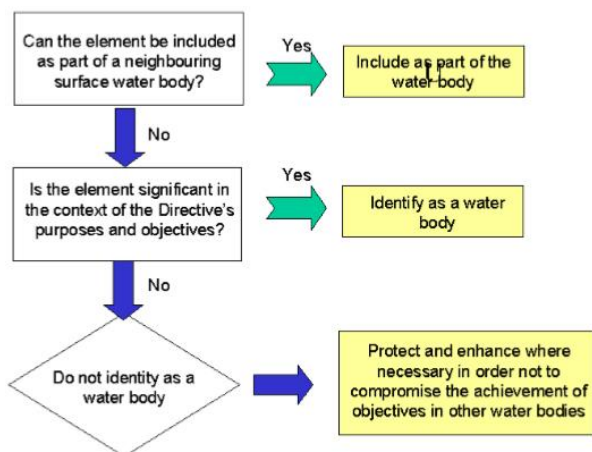 Can the element be included
as part of a neighbouring
surface water body?
Yes
Include as part of the
water body
No
Is the element significant in
the context of the Directive's
purposes and objectives?
Yes
Identify as a water
body
No
Do not identity as a
water body
Protect and enhance where
necessary in order not to
compromise the achievement of
objectives in other water bodies